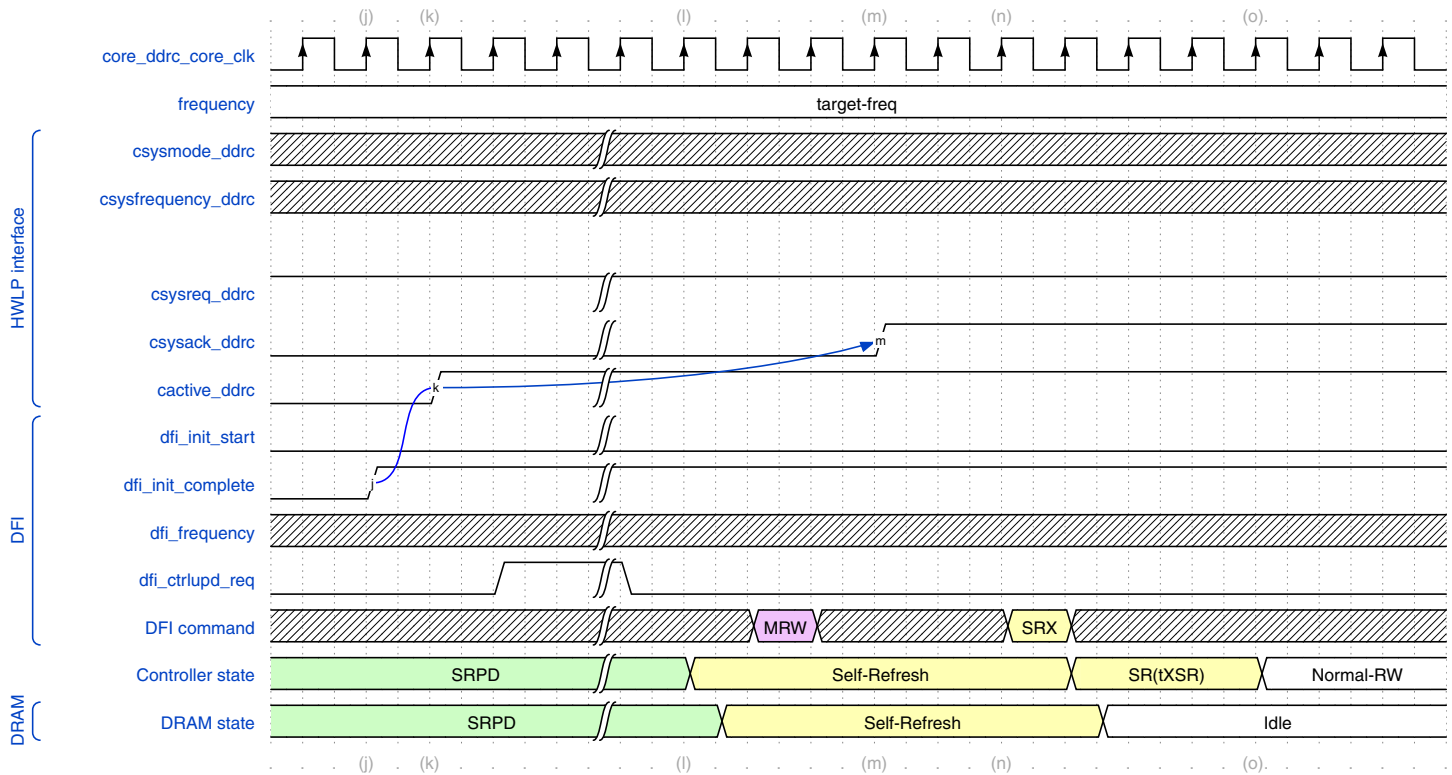 (j) (k) (l) (m) (n) (o)
core_ddrc_core_clk
frequency target-freq
HWLP interface
csysmode_ddrc
csysfrequency_ddrc
csysreq_ddrc
csysack_ddrc m
cactive_ddrc k
DFI
dfi_init_start
dfi_init_complete j
dfi_frequency
dfi_ctrlupd_req
DFI command MRW SRX
Controller state SRPD Self-Refresh SR(tXSR) Normal-RW
DRAM
DRAM state SRPD Self-Refresh Idle
(j) (k) (l) (m) (n) (o)